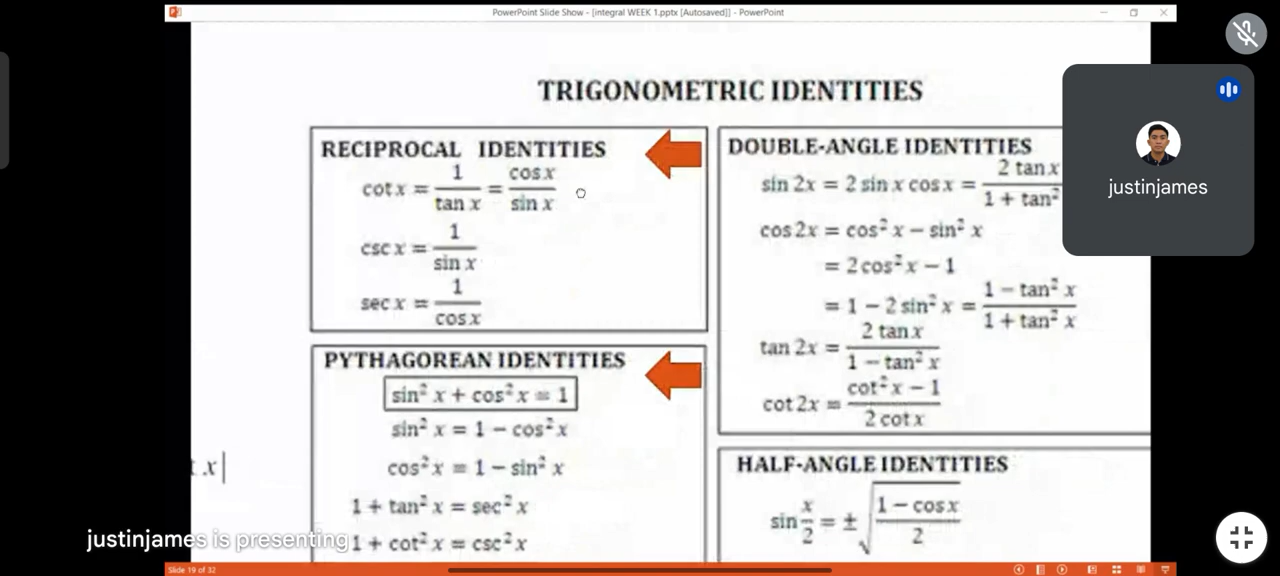 PowerPoint Slide Show - [integral WEEK 1.pptx [Autosaved]] - PowerPoint
TRIGONOMETRIC IDENTITIES
RECIPROCAL IDENTITIES
cot x = 1/tan x = cos x/sin x
csc x = 1/sin x
sec x = 1/cos x
PYTHAGOREAN IDENTITIES
sin² x + cos² x = 1
sin² x = 1 − cos² x
cos² x = 1 − sin² x
1 + tan² x = sec² x
1 + cot² x = csc² x
DOUBLE-ANGLE IDENTITIES
sin 2x = 2 sin x cos x = 2 tan x/1 + tan²
cos 2x = cos² x − sin² x
= 2 cos² x − 1
= 1 − 2 sin² x = 1 − tan² x/1 + tan² x
tan 2x = 2 tan x/1 − tan² x
cot 2x = cot² x − 1/2 cot x
HALF-ANGLE IDENTITIES
sin x/2 = ± √1 − cos x/2
x|
justinjames
justinjames is presenting
Slide 19 of 32